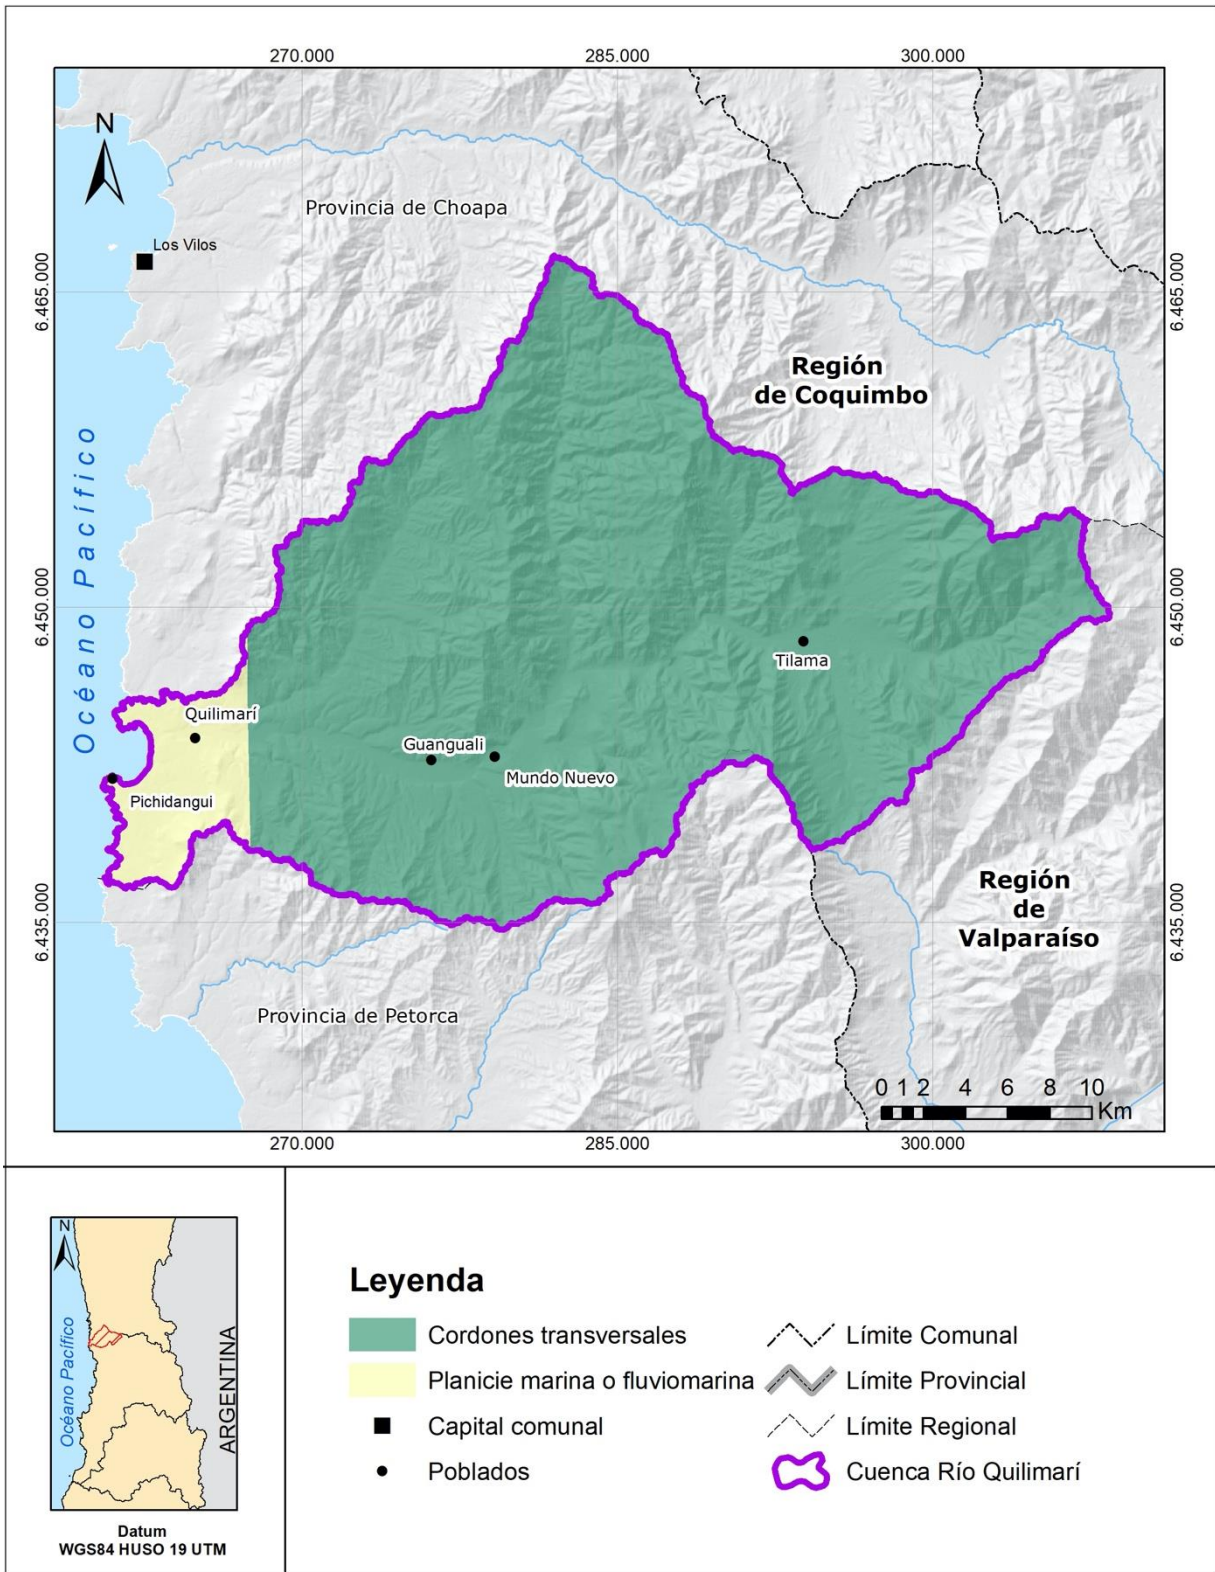 270.000
285.000
300.000
N
Provincia de Choapa
Los Vilos
6.465.000
6.465.000
Región
de Coquimbo
Océano Pacífico
6.450.000
6.450.000
Tilama
Quilimarí
Guanguali
Mundo Nuevo
Pichidangui
Región
de
Valparaíso
6.435.000
6.435.000
Provincia de Petorca
0 1 2 4 6 8 10
Km
270.000
285.000
300.000
N
Océano Pacífico
ARGENTINA
Datum
WGS84 HUSO 19 UTM
Leyenda
Cordones transversales
Planicie marina o fluviomarina
Capital comunal
Poblados
Límite Comunal
Límite Provincial
Límite Regional
Cuenca Río Quilimarí